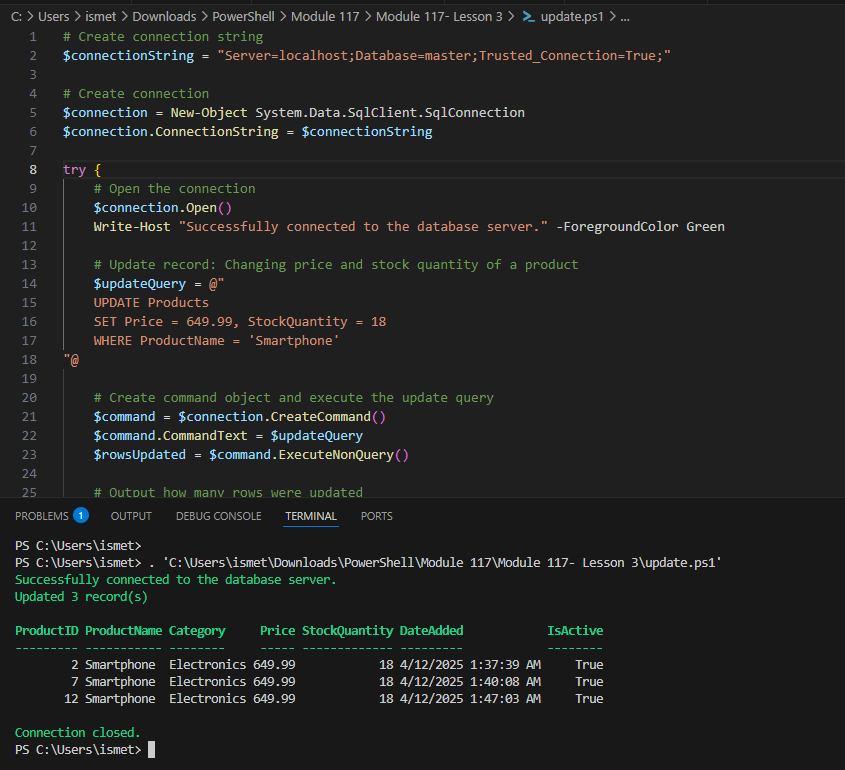 C: > Users > ismet > Downloads > PowerShell > Module 117 > Module 117- Lesson 3 > update.ps1 > ...
1 # Create connection string
2 $connectionString = "Server=localhost;Database=master;Trusted_Connection=True;"
3
4 # Create connection
5 $connection = New-Object System.Data.SqlClient.SqlConnection
6 $connection.ConnectionString = $connectionString
7
8 try {
9     # Open the connection
10     $connection.Open()
11     Write-Host "Successfully connected to the database server." -ForegroundColor Green
12
13     # Update record: Changing price and stock quantity of a product
14     $updateQuery = @"
15     UPDATE Products
16     SET Price = 649.99, StockQuantity = 18
17     WHERE ProductName = 'Smartphone'
18 "@
19
20     # Create command object and execute the update query
21     $command = $connection.CreateCommand()
22     $command.CommandText = $updateQuery
23     $rowsUpdated = $command.ExecuteNonQuery()
24
25     # Output how many rows were updated
PROBLEMS 1 OUTPUT DEBUG CONSOLE TERMINAL PORTS
PS C:\Users\ismet>
PS C:\Users\ismet> . 'C:\Users\ismet\Downloads\PowerShell\Module 117\Module 117- Lesson 3\update.ps1'
Successfully connected to the database server.
Updated 3 record(s)
ProductID ProductName Category Price StockQuantity DateAdded IsActive
--------- ----------- -------- ----- ------------- --------- --------
2 Smartphone Electronics 649.99 18 4/12/2025 1:37:39 AM True
7 Smartphone Electronics 649.99 18 4/12/2025 1:40:08 AM True
12 Smartphone Electronics 649.99 18 4/12/2025 1:47:03 AM True
Connection closed.
PS C:\Users\ismet>